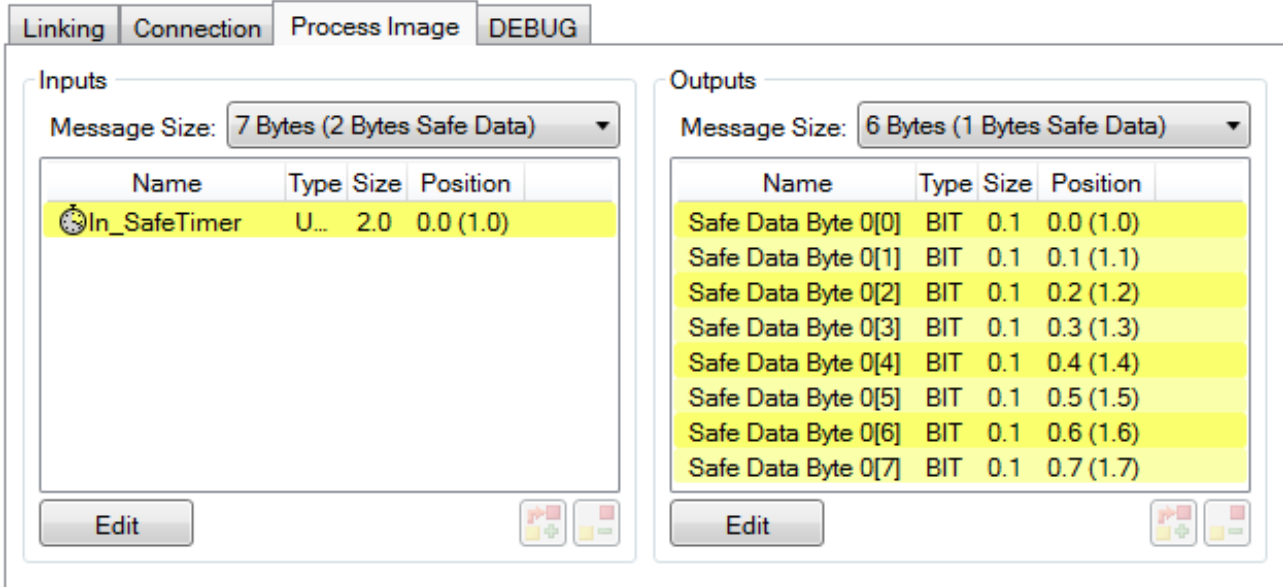 Linking Connection Process Image DEBUG
Inputs
Message Size: 7 Bytes (2 Bytes Safe Data)
Name Type Size Position
In_SafeTimer U... 2.0 0.0 (1.0)
Edit
Outputs
Message Size: 6 Bytes (1 Bytes Safe Data)
Name Type Size Position
Safe Data Byte 0[0] BIT 0.1 0.0 (1.0)
Safe Data Byte 0[1] BIT 0.1 0.1 (1.1)
Safe Data Byte 0[2] BIT 0.1 0.2 (1.2)
Safe Data Byte 0[3] BIT 0.1 0.3 (1.3)
Safe Data Byte 0[4] BIT 0.1 0.4 (1.4)
Safe Data Byte 0[5] BIT 0.1 0.5 (1.5)
Safe Data Byte 0[6] BIT 0.1 0.6 (1.6)
Safe Data Byte 0[7] BIT 0.1 0.7 (1.7)
Edit